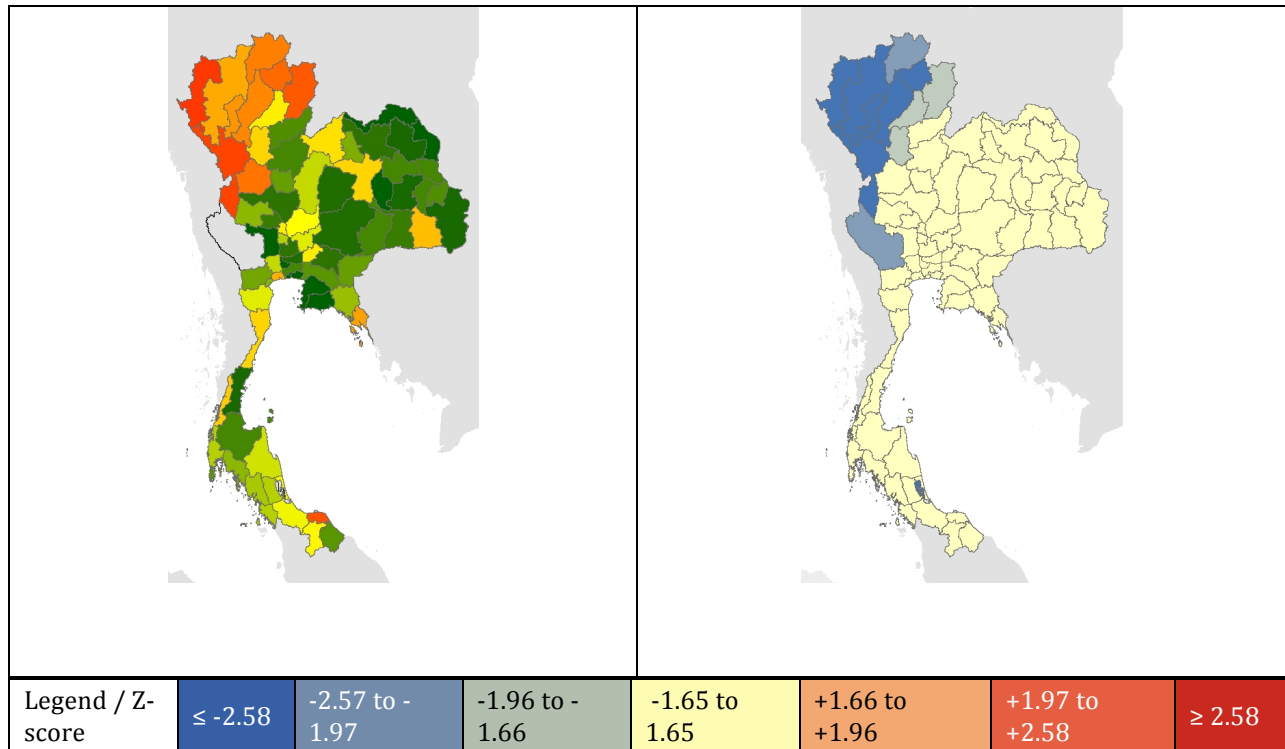 Legend / Z-
score
≤ -2.58
-2.57 to -
1.97
-1.96 to -
1.66
-1.65 to
1.65
+1.66 to
+1.96
+1.97 to
+2.58
≥ 2.58